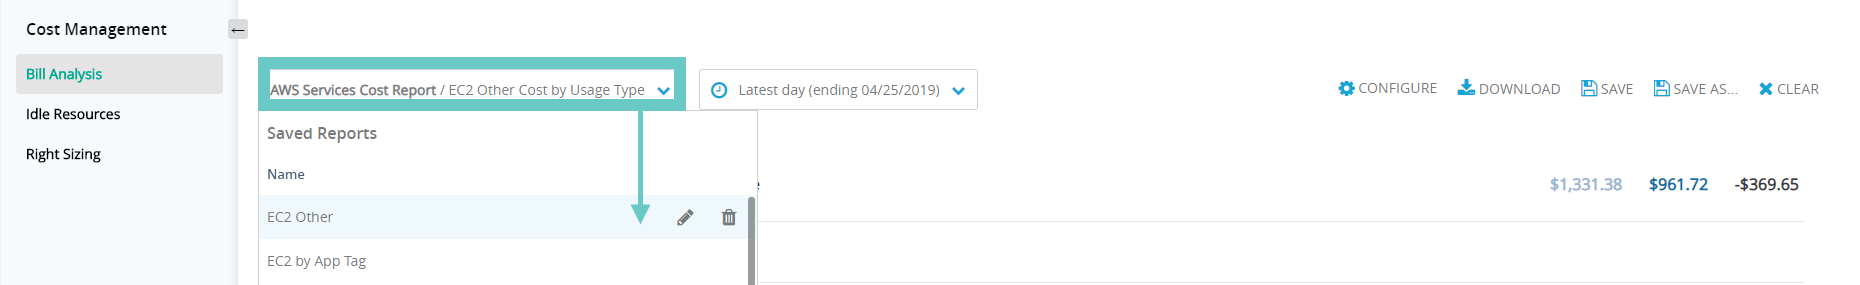 Cost Management
Bill Analysis
Idle Resources
Right Sizing
AWS Services Cost Report / EC2 Other Cost by Usage Type
Latest day (ending 04/25/2019)
CONFIGURE
DOWNLOAD
SAVE
SAVE AS...
CLEAR
Saved Reports
Name
EC2 Other
EC2 by App Tag
$1,331.38 $961.72 -$369.65